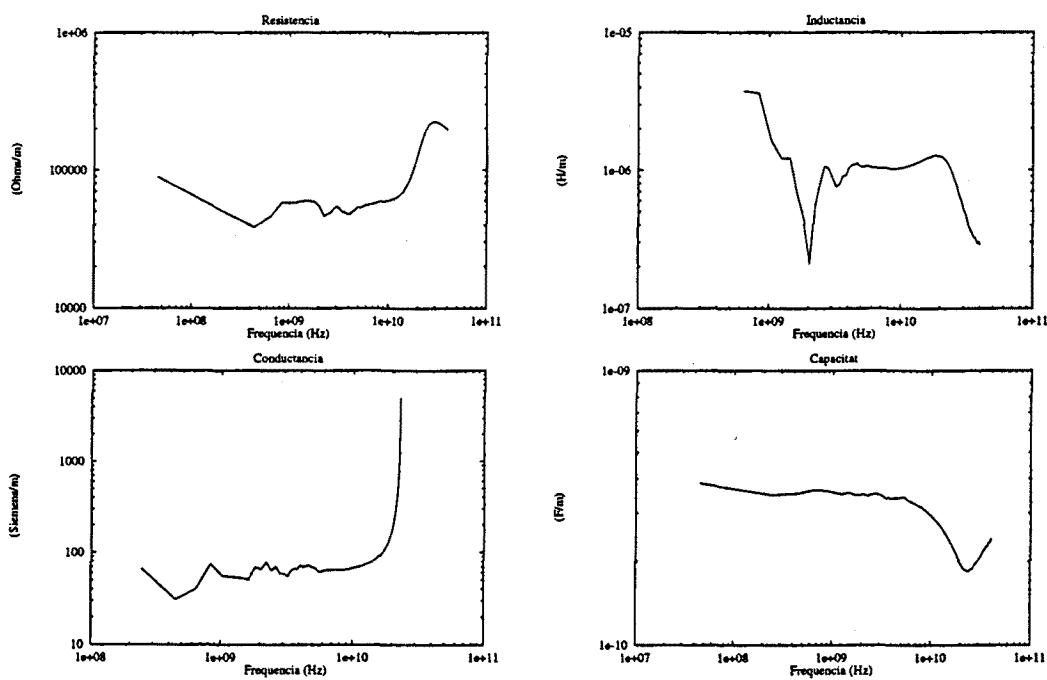 Resistencia
1e+06
100000
10000
(Ohms/m)
1e+07 1e+08 1e+09 1e+10 1e+11
Frequencia (Hz)
Inductancia
1e-05
1e-06
1e-07
(H/m)
1e+08 1e+09 1e+10 1e+11
Frequencia (Hz)
Conductancia
10000
1000
100
10
(Siemens/m)
1e+08 1e+09 1e+10 1e+11
Frequencia (Hz)
Capacitat
1e-09
1e-10
(F/m)
1e+07 1e+08 1e+09 1e+10 1e+11
Frequencia (Hz)